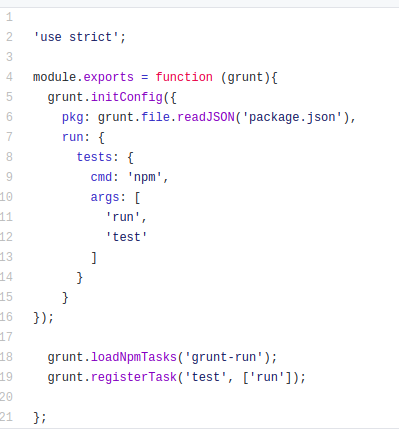 1
2 'use strict';
3
4 module.exports = function (grunt){
5   grunt.initConfig({
6     pkg: grunt.file.readJSON('package.json'),
7     run: {
8       tests: {
9         cmd: 'npm',
10         args: [
11           'run',
12           'test'
13         ]
14       }
15     }
16 });
17
18   grunt.loadNpmTasks('grunt-run');
19   grunt.registerTask('test', ['run']);
20
21 };